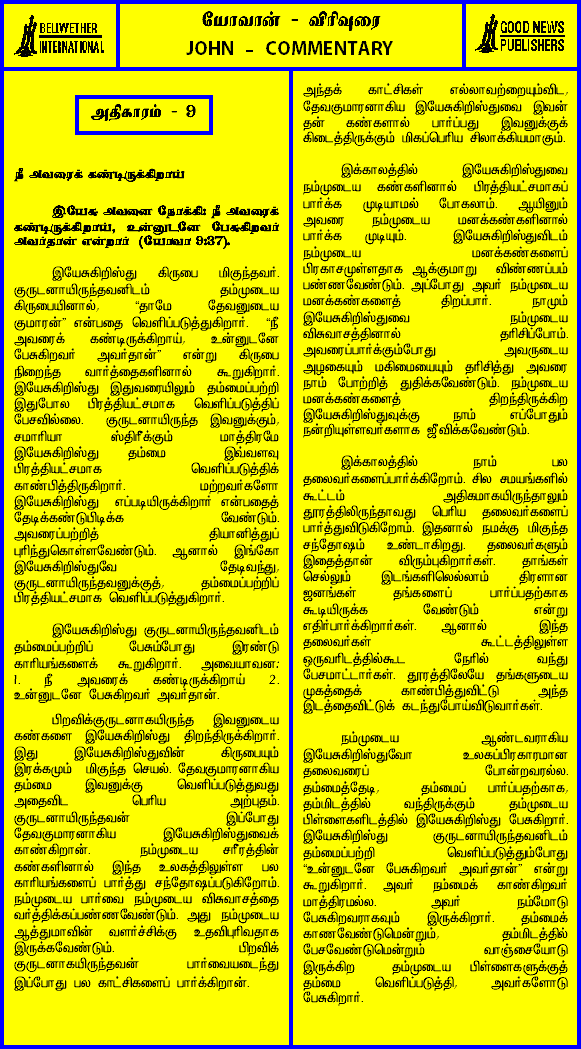 BELWETHER
INTERNATIONAL
யோவான் - விரிவுரை
JOHN - COMMENTARY
GOOD NEWS
PUBLISHERS
அதிகாரம் - 9
நீ அவரைக் கண்டிருக்கிறாய்
இயேசு அவனை நோக்கி: நீ அவரைக்
கண்டிருக்கிறாய், உன்னுடனே பேசுகிறவர்
அவர்தான் என்றார் (யோவா 9:37).
இயேசுகிறிஸ்து கிருபை மிகுந்தவர்.
குருடனாயிருந்தவனிடம் தம்முடைய
கிருபையினால், “தாமே தேவனுடைய
குமாரன்” என்பதை வெளிப்படுத்துகிறார். “நீ
அவரைக் கண்டிருக்கிறாய், உன்னுடனே
பேசுகிறவர் அவர்தான்” என்று கிருபை
நிறைந்த வார்த்தைகளினால் கூறுகிறார்.
இயேசுகிறிஸ்து இதுவரையிலும் தம்மைப்பற்றி
இதுபோல பிரத்தியட்சமாக வெளிப்படுத்திப்
பேசவில்லை. குருடனாயிருந்த இவனுக்கும்,
சமாரியா ஸ்திரீக்கும் மாத்திரமே
இயேசுகிறிஸ்து தம்மை இவ்வளவு
பிரத்தியட்சமாக வெளிப்படுத்திக்
காண்பித்திருகிறார். மற்றவர்களோ
இயேசுகிறிஸ்து எப்படியிருக்கிறார் என்பதைத்
தேடிக்கண்டுபிடிக்க வேண்டும்.
அவரைப்பற்றித் தியானித்துப்
புரிந்துகொள்ளவேண்டும். ஆனால் இங்கோ
இயேசுகிறிஸ்துவே தேடிவந்து,
குருடனாயிருந்தவனுக்குத், தம்மைப்பற்றிப்
பிரத்தியட்சமாக வெளிப்படுத்துகிறார்.
இயேசுகிறிஸ்து குருடனாயிருந்தவனிடம்
தம்மைப்பற்றிப் பேசும்போது இரண்டு
காரியங்களைக் கூறுகிறார். அவையாவன:
1. நீ அவரைக் கண்டிருக்கிறாய் 2.
உன்னுடனே பேசுகிறவர் அவர்தான்.
பிறவிக்குருடனாகயிருந்த இவனுடைய
கண்களை இயேசுகிறிஸ்து திறந்திருக்கிறார்.
இது இயேசுகிறிஸ்துவின் கிருபையும்
இரக்கமும் மிகுந்த செயல். தேவகுமாரனாகிய
தம்மை இவனுக்கு வெளிப்படுத்துவது
அதைவிட பெரிய அற்புதம்.
குருடனாயிருந்தவன் இப்போது
தேவகுமாரனாகிய இயேசுகிறிஸ்துவைக்
காண்கிறான். நம்முடைய சரீரத்தின்
கண்களினால் இந்த உலகத்திலுள்ள பல
காரியங்களைப் பார்த்து சந்தோஷப்படுகிறோம்.
நம்முடைய பார்வை நம்முடைய விசுவாசத்தை
வர்த்திக்கப்பண்ணவேண்டும். அது நம்முடைய
ஆத்துமாவின் வளர்ச்சிக்கு உதவிபுரிவதாக
இருக்கவேண்டும். பிறவிக்
குருடனாகயிருந்தவன் பார்வையடைந்து
இப்போது பல காட்சிகளைப் பார்க்கிறான்.
அந்தக் காட்சிகள் எல்லாவற்றையும்விட,
தேவகுமாரனாகிய இயேசுகிறிஸ்துவை இவன்
தன் கண்களால் பார்ப்பது இவனுக்குக்
கிடைத்திருக்கும் மிகப்பெரிய சிலாக்கியமாகும்.
இக்காலத்தில் இயேசுகிறிஸ்துவை
நம்முடைய கண்களினால் பிரத்தியட்சமாகப்
பார்க்க முடியாமல் போகலாம். ஆயினும்
அவரை நம்முடைய மனக்கண்களினால்
பார்க்க முடியும். இயேசுகிறிஸ்துவிடம்
நம்முடைய மனக்கண்களைப்
பிரகாசமுள்ளதாக ஆக்குமாறு விண்ணப்பம்
பண்ணவேண்டும். அப்போது அவர் நம்முடைய
மனக்கண்களைத் திறப்பார். நாமும்
இயேசுகிறிஸ்துவை நம்முடைய
விசுவாசத்தினால் தரிசிப்போம்.
அவரைப்பார்க்கும்போது அவருடைய
அழகையும் மகிமையையும் தரிசித்து அவரை
நாம் போற்றித் துதிக்கவேண்டும். நம்முடைய
மனக்கண்களைத் திறந்திருக்கிற
இயேசுகிறிஸ்துவுக்கு நாம் எப்போதும்
நன்றியுள்ளவர்களாக ஜீவிக்கவேண்டும்.
இக்காலத்தில் நாம் பல
தலைவர்களைப்பார்க்கிறோம். சில சமயங்களில்
கூட்டம் அதிகமாகயிருந்தாலும்
தூரத்திலிருந்தாவது பெரிய தலைவர்களைப்
பார்த்துவிடுகிறோம். இதனால் நமக்கு மிகுந்த
சந்தோஷம் உண்டாகிறது. தலைவர்களும்
இதைத்தான் விரும்புகிறார்கள். தாங்கள்
செல்லும் இடங்களிலெல்லாம் திரளான
ஜனங்கள் தங்களைப் பார்ப்பதற்காக
கூடியிருக்க வேண்டும் என்று
எதிர்பார்க்கிறார்கள். ஆனால் இந்த
தலைவர்கள் கூட்டத்திலுள்ள
ஒருவரிடத்தில்கூட நேரில் வந்து
பேசமாட்டார்கள். தூரத்திலேயே தங்களுடைய
முகத்தைக் காண்பித்துவிட்டு அந்த
இடத்தைவிட்டுக் கடந்துபோய்விடுவார்கள்.
நம்முடைய ஆண்டவராகிய
இயேசுகிறிஸ்துவோ உலகப்பிரகாரமான
தலைவரைப் போன்றவரல்ல.
தம்மைத்தேடி, தம்மைப் பார்ப்பதற்காக,
தம்மிடத்தில் வந்திருக்கும் தம்முடைய
பிள்ளைகளிடத்தில் இயேசுகிறிஸ்து பேசுகிறார்.
இயேசுகிறிஸ்து குருடனாயிருந்தவனிடம்
தம்மைப்பற்றி வெளிப்படுத்தும்போது
“உன்னுடனே பேசுகிறவர் அவர்தான்” என்று
கூறுகிறார். அவர் நம்மைக் காண்கிறவர்
மாத்திரமல்ல. அவர் நம்மோடு
பேசுகிறவராகவும் இருக்கிறார். தம்மைக்
காணவேண்டுமென்றும், தம்மிடத்தில்
பேசவேண்டுமென்றும் வாஞ்சையோடு
இருக்கிற தம்முடைய பிள்ளைகளுக்குத்
தம்மை வெளிப்படுத்தி, அவர்களோடு
பேசுகிறார்.